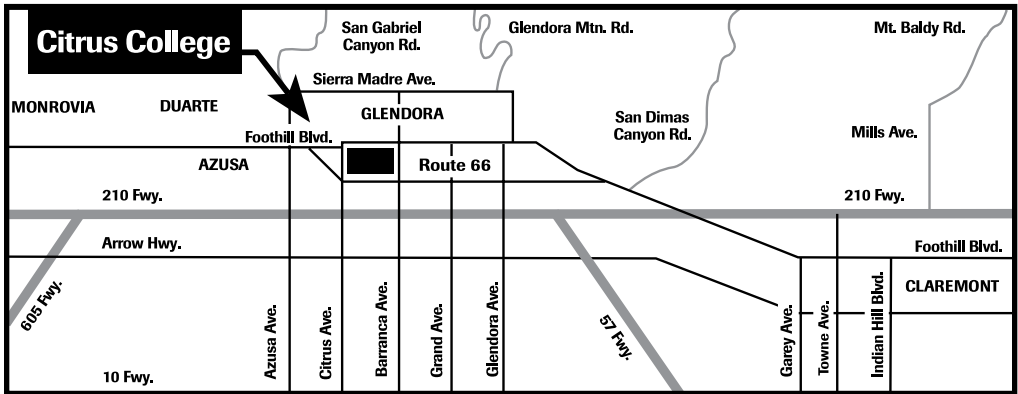 Citrus College
San Gabriel
Canyon Rd.
Glendora Mtn. Rd.
Mt. Baldy Rd.
Sierra Madre Ave.
MONROVIA
DUARTE
GLENDORA
San Dimas
Canyon Rd.
Foothill Blvd.
Mills Ave.
AZUSA
Route 66
210 Fwy.
210 Fwy.
Arrow Hwy.
Foothill Blvd.
CLAREMONT
605 Fwy.
Azusa Ave.
Citrus Ave.
Barranca Ave.
Grand Ave.
Glendora Ave.
57 Fwy.
Garey Ave.
Towne Ave.
Indian Hill Blvd.
10 Fwy.